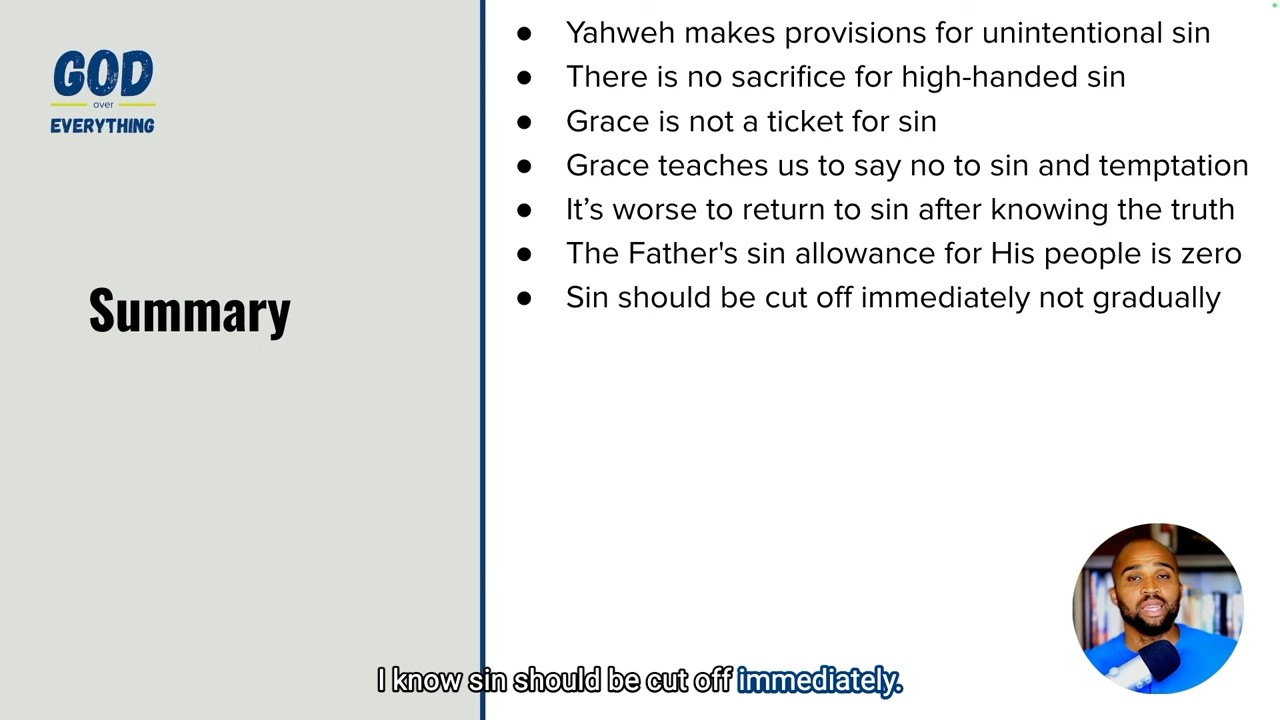 GOD
over
EVERYTHING
Summary
● Yahweh makes provisions for unintentional sin
● There is no sacrifice for high-handed sin
● Grace is not a ticket for sin
● Grace teaches us to say no to sin and temptation
● It’s worse to return to sin after knowing the truth
● The Father's sin allowance for His people is zero
● Sin should be cut off immediately not gradually
I know sin should be cut off immediately.